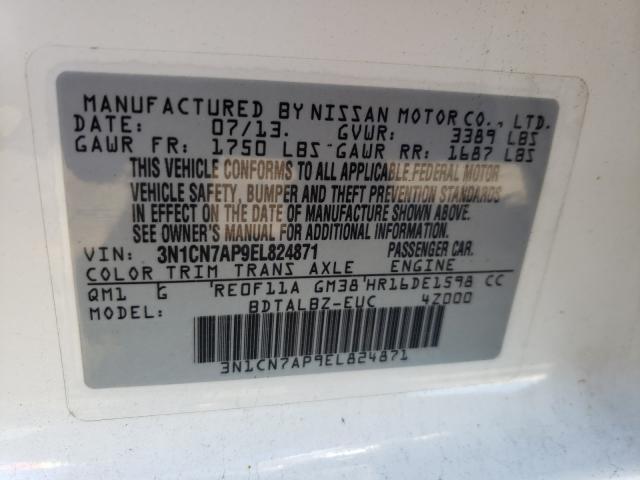 MANUFACTURED BY NISSAN MOTOR CO., LTD.
DATE: 07/13. GVWR: 3389 LBS
GAWR FR: 1750 LBS GAWR RR: 1687 LBS
THIS VEHICLE CONFORMS TO ALL APPLICABLE FEDERAL MOTOR
VEHICLE SAFETY, BUMPER AND THEFT PREVENTION STANDARDS
IN EFFECT ON THE DATE OF MANUFACTURE SHOWN ABOVE.
SEE OWNER'S MANUAL FOR ADDITIONAL INFORMATION.
VIN: 3N1CN7AP9EL824871 PASSENGER CAR.
COLOR TRIM TRANS AXLE ENGINE
QM1 G 'RE0F11A GM38'HR16DE1598 CC
BDTALBZ-EUC 4Z000
3N1CN7AP9EL824871